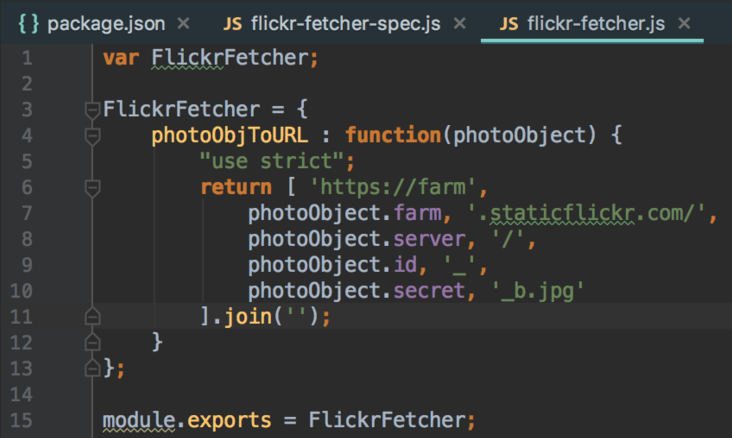 { } package.json × JS flickr-fetcher-spec.js × JS flickr-fetcher.js ×
1 var FlickrFetcher;
2
3 FlickrFetcher = {
4     photoObjToURL : function(photoObject) {
5         "use strict";
6         return [ 'https://farm',
7             photoObject.farm, '.staticflickr.com/',
8             photoObject.server, '/',
9             photoObject.id, '_',
10             photoObject.secret, '_b.jpg'
11         ].join('');
12     }
13 };
14
15 module.exports = FlickrFetcher;